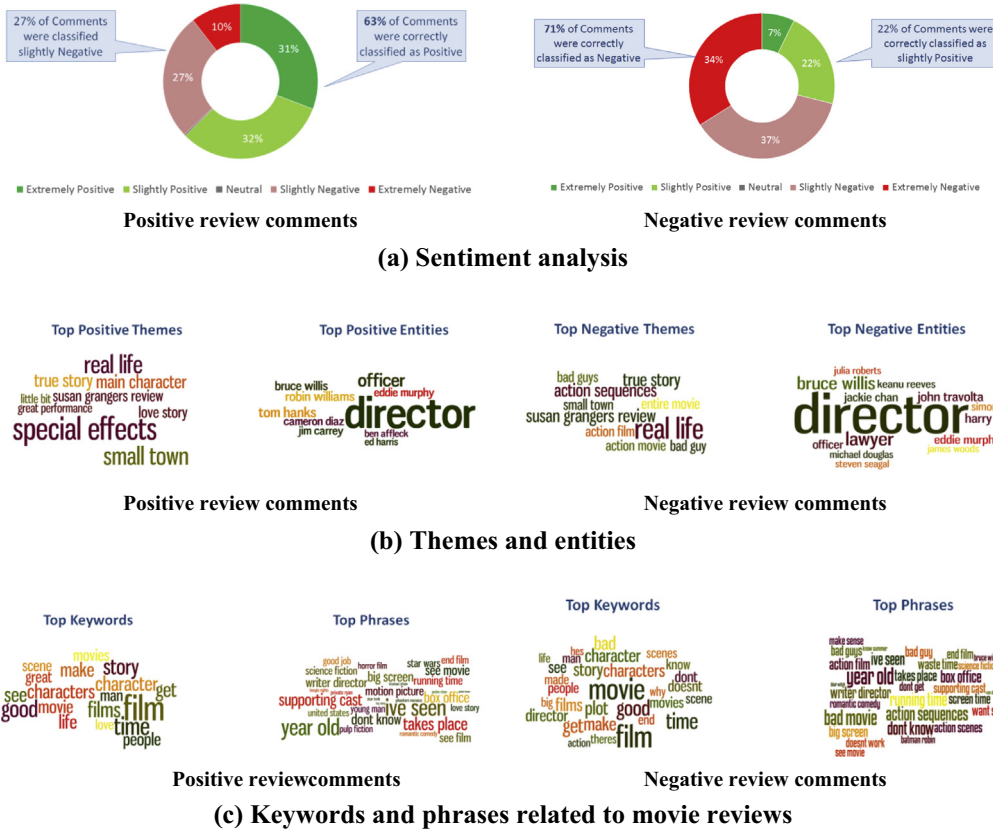 27% of Comments
were classified
slightly Negative
10%
31%
27%
32%
63% of Comments
were correctly
classified as Positive
Extremely Positive Slightly Positive Neutral Slightly Negative Extremely Negative
Positive review comments
71% of Comments
were correctly
classified as Negative
7%
34%
22%
37%
22% of Comments were
correctly classified as
slightly Positive
Extremely Positive Slightly Positive Neutral Slightly Negative Extremely Negative
Negative review comments
(a) Sentiment analysis
Top Positive Themes
real life
true story main character
little bit susan grangers review
great performance love story
special effects
small town
Top Positive Entities
bruce willis officer
robin williams eddie murphy
tom hanks director
cameron diaz
jim carrey ben affleck
ed harris
Positive review comments
Top Negative Themes
bad guys true story
action sequences
small town entire movie
susan grangers review
action film real life
action movie bad guy
Top Negative Entities
julia roberts
bruce willis keanu reeves
jackie chan john travolta
director simon
harry
officer lawyer eddie murph
michael douglas james woods
steven seagal
Negative review comments
(b) Themes and entities
Top Keywords
movies
scene make story
great
see characters character get
good movie films film
man
life love time
people
Top Phrases
good job horror film star wars end film
science fiction big screen see movie
writer director running time
supporting cast motion picture box office
united states young man ive seen love story
year old dont know takes place
pulp fiction romantic comedy see film
Positive reviewcomments
Top Keywords
bad
life man hes character scenes
see story characters know
made dont
people movie why doesnt
big films plot good movies scene
director get make end time
action theres film
Top Phrases
make sense
bad guys know summer bad guy end film bruce wi
action film ive seen waste time science fictio
year old takes place box office
writer director dont get supporting cast
romantic comedy running time screen time
bad movie action sequences want s
big screen dont know action scenes
doesnt work batman robin
see movie
Negative review comments
(c) Keywords and phrases related to movie reviews